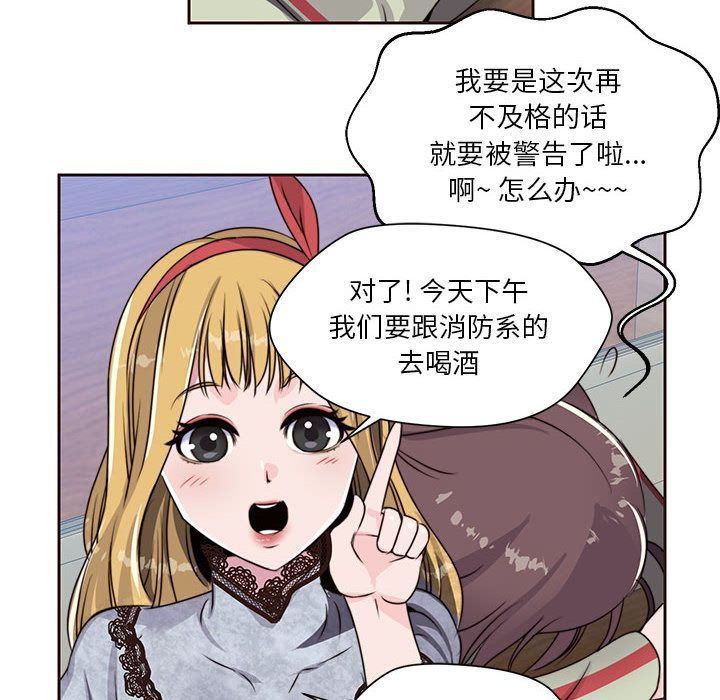 我要是这次再
不及格的话
就要被警告了啦...
啊~ 怎么办~~~
对了! 今天下午
我们要跟消防系的
去喝酒